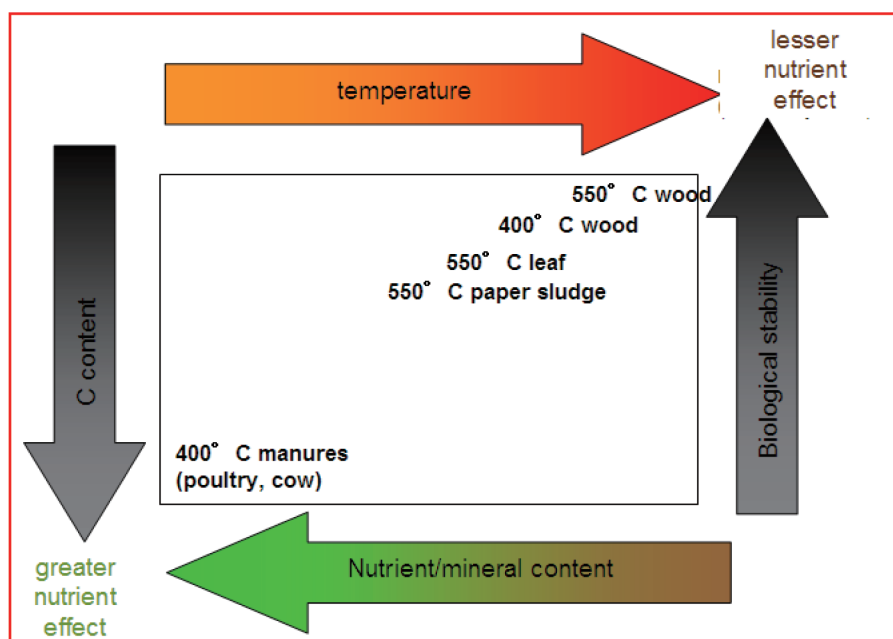 lesser
nutrient
effect
temperature
550° C wood
400° C wood
550° C leaf
550° C paper sludge
C content
Biological stability
400° C manures
(poultry, cow)
Nutrient/mineral content
greater
nutrient
effect